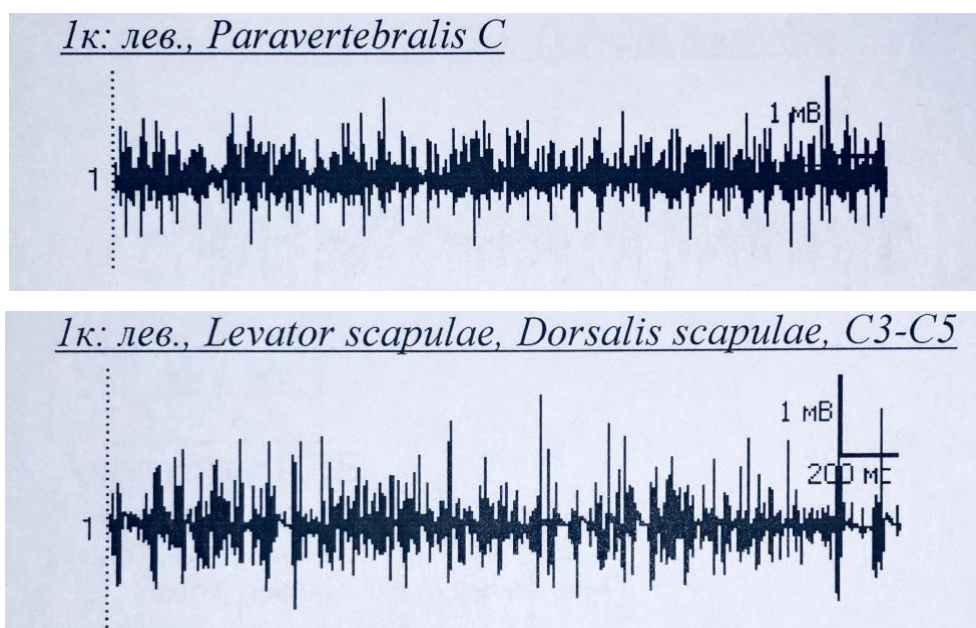 1к: лев., Paravertebralis C
1 мВ
1
1к: лев., Levator scapulae, Dorsalis scapulae, C3-C5
1 мВ
200 мс
1